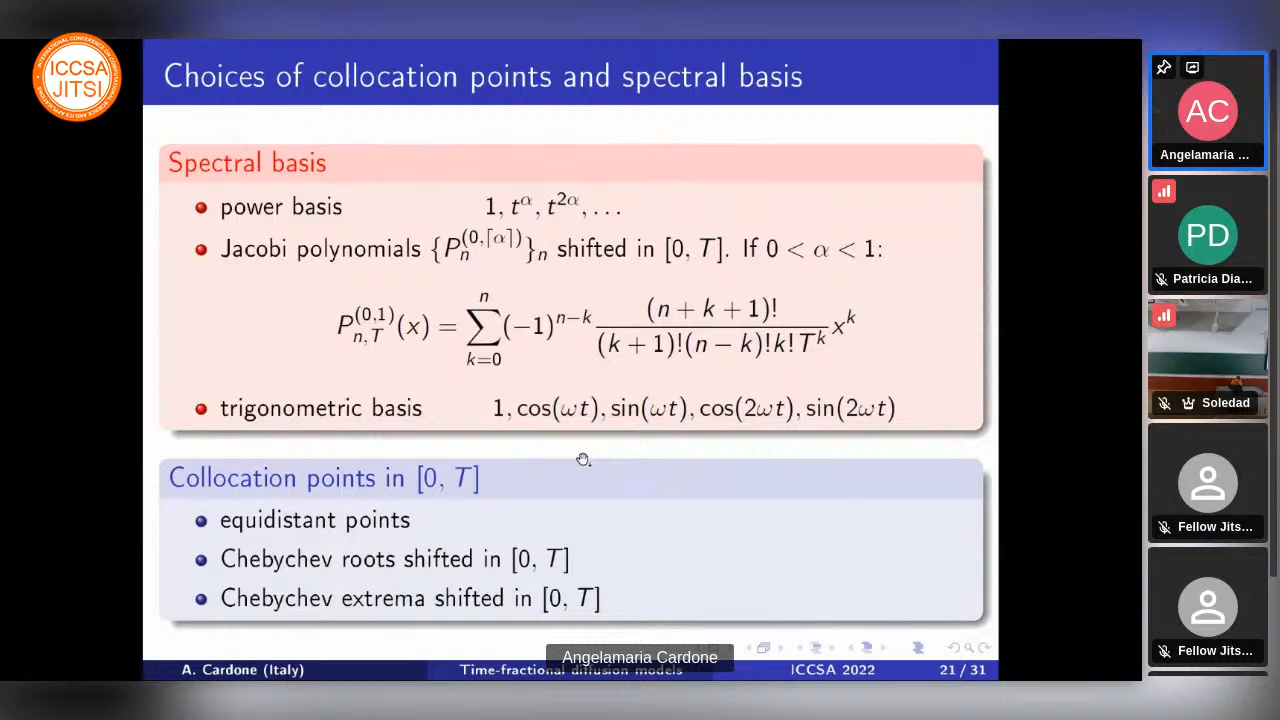 ICCSA
JITSI
Choices of collocation points and spectral basis
Spectral basis
power basis 1, t^α, t^{2α}, . . .
Jacobi polynomials {P_n^{(0,⌈α⌉)}}_n shifted in [0, T]. If 0 < α < 1:
P_{n,T}^{(0,1)}(x) = ∑_{k=0}^{n} (−1)^{n−k} \frac{(n + k + 1)!}{(k + 1)!(n − k)!k!T^k} x^k
trigonometric basis 1, cos(ωt), sin(ωt), cos(2ωt), sin(2ωt)
Collocation points in [0, T]
equidistant points
Chebychev roots shifted in [0, T]
Chebychev extrema shifted in [0, T]
Angelamaria Cardone
A. Cardone (Italy) Time-fractional diffusion models ICCSA 2022 21 / 31
AC
Angelamaria ...
PD
Patricia Dia...
Soledad
Fellow Jits...
Fellow Jits...